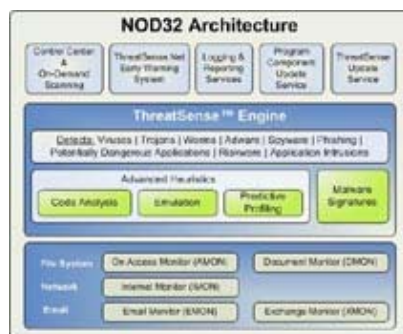 NOD32 Architecture
Control Center
&
On-Demand
Scanning
ThreatSense.Net
Early Warning
System
Logging &
Reporting
Services
Program
Component
Update
Service
ThreatSense
Update
Service
ThreatSense™ Engine
Detects: Viruses | Trojans | Worms | Adware | Spyware | Phishing |
Potentially Dangerous Applications | Riskware | Application Intrusions
Advanced Heuristics
Code Analysis
Emulation
Predictive
Profiling
Malware
Signatures
File System
On Access Monitor (AMON)
Document Monitor (DMON)
Network
Internet Monitor (IMON)
Email
Email Monitor (EMON)
Exchange Monitor (XMON)